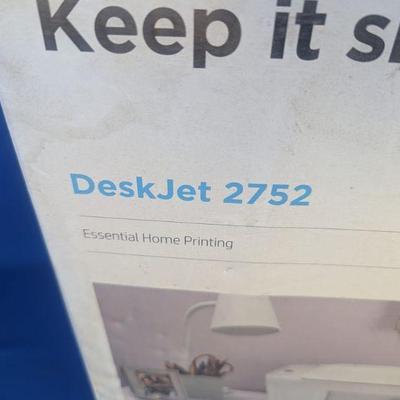 Keep it
DeskJet 2752
Essential Home Printing